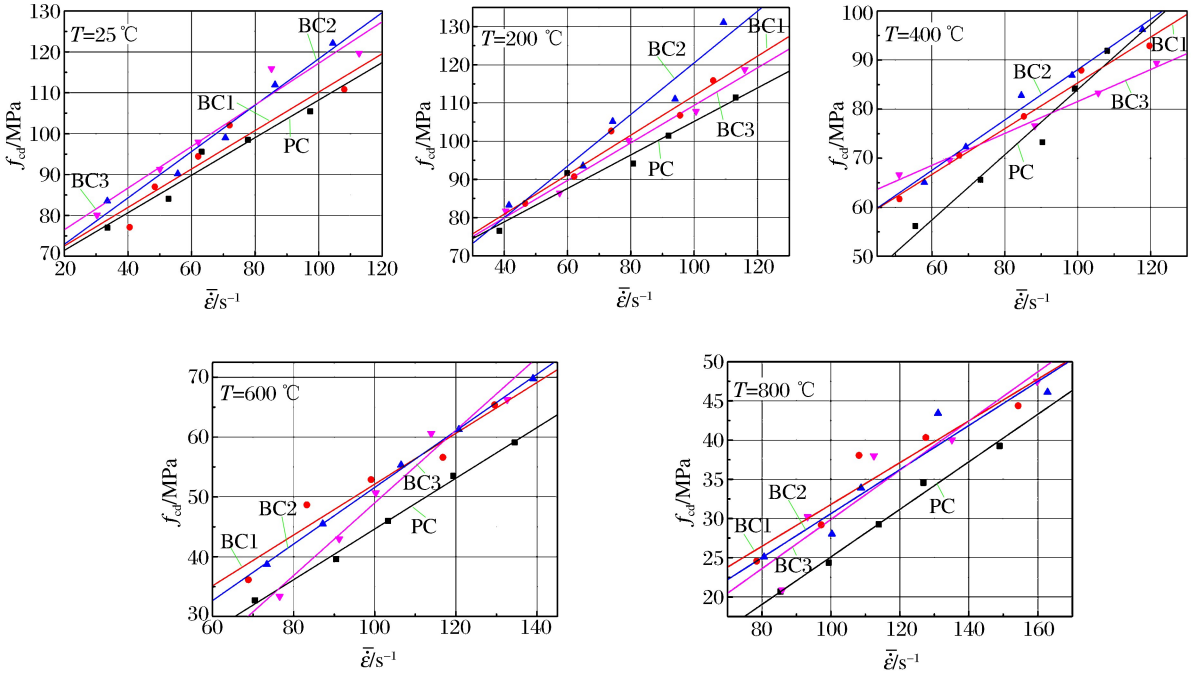 T=25 ℃
BC2
BC1
PC
BC3
f_cd/MPa
130
120
110
100
90
80
70
20 40 60 80 100 120
ε̄̇/s⁻¹
T=200 ℃
BC2
BC1
BC3
PC
f_cd/MPa
130
120
110
100
90
80
70
40 60 80 100 120
ε̄̇/s⁻¹
T=400 ℃
BC1
BC2
BC3
PC
f_cd/MPa
100
90
80
70
60
50
60 80 100 120
ε̄̇/s⁻¹
T=600 ℃
BC3
BC2
PC
BC1
f_cd/MPa
70
60
50
40
30
60 80 100 120 140
ε̄̇/s⁻¹
T=800 ℃
BC2
PC
BC1
BC3
f_cd/MPa
50
45
40
35
30
25
20
80 100 120 140 160
ε̄̇/s⁻¹